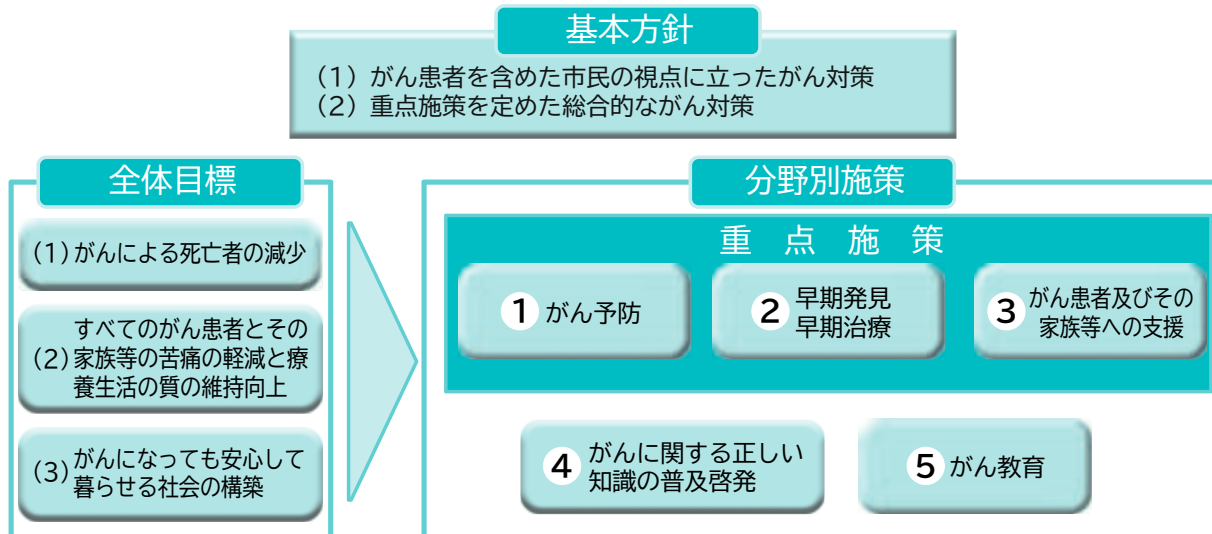 基本方針
(1) がん患者を含めた市民の視点に立ったがん対策
(2) 重点施策を定めた総合的ながん対策
全体目標
(1)がんによる死亡者の減少
すべてのがん患者とその
(2)家族等の苦痛の軽減と療
養生活の質の維持向上
(3)がんになっても安心して
暮らせる社会の構築
分野別施策
重点施策
1 がん予防
2 早期発見
早期治療
3 がん患者及びその
家族等への支援
4 がんに関する正しい
知識の普及啓発
5 がん教育